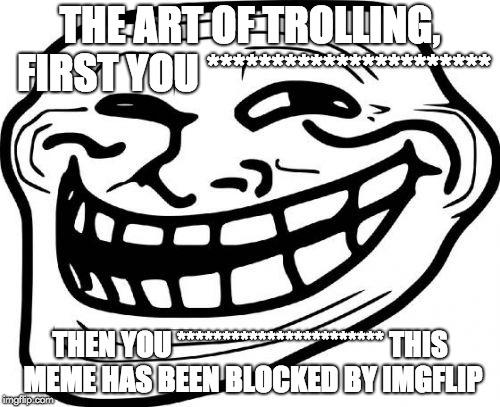 THE ART OF TROLLING,
FIRST YOU **********************
THEN YOU ********************** THIS
MEME HAS BEEN BLOCKED BY IMGFLIP
imgflip.com